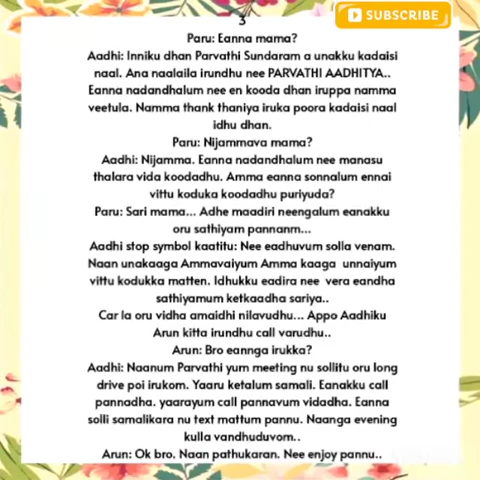 SUBSCRIBE
3
Paru: Eanna mama?
Aadhi: Inniku dhan Parvathi Sundaram a unakku kadaisi
naal. Ana naalaila irundhu nee PARVATHI AADHITYA..
Eanna nadandhalum nee en kooda dhan iruppa namma
veetula. Namma thank thaniya iruka poora kadaisi naal
idhu dhan.
Paru: Nijammava mama?
Aadhi: Nijamma. Eanna nadandhalum nee manasu
thalara vida koodadhu. Amma eanna sonnalum ennai
vittu koduka koodadhu puriyuda?
Paru: Sari mama... Adhe maadiri neengalum eanakku
oru sathiyam pannanm...
Aadhi stop symbol kaatitu: Nee eadhuvum solla venam.
Naan unakaaga Ammavaiyum Amma kaaga unnaiyum
vittu kodukka matten. Idhukku eadira nee vera eandha
sathiyamum ketkaadha sariya..
Car la oru vidha amaidhi nilavudhu... Appo Aadhiku
Arun kitta irundhu call varudhu..
Arun: Bro eannga irukka?
Aadhi: Naanum Parvathi yum meeting nu sollitu oru long
drive poi irukom. Yaaru ketalum samali. Eanakku call
pannadha. yaarayum call pannavum vidadha. Eanna
solli samalikara nu text mattum pannu. Naanga evening
kulla vandhuduvom..
Arun: Ok bro. Naan pathukaran. Nee enjoy pannu..